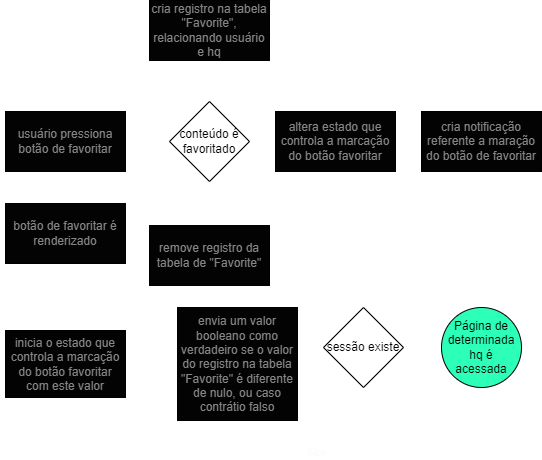 cria registro na tabela
"Favorite",
relacionando usuário
e hq
usuário pressiona
botão de favoritar
conteúdo é
favoritado
altera estado que
controla a marcação
do botão favoritar
cria notificação
referente a maração
do botão de favoritar
botão de favoritar é
renderizado
remove registro da
tabela de "Favorite"
inicia o estado que
controla a marcação
do botão favoritar
com este valor
envia um valor
booleano como
verdadeiro se o valor
do registro na tabela
"Favorite" é diferente
de nulo, ou caso
contrátio falso
sessão existe
Página de
determinada
hq é
acessada